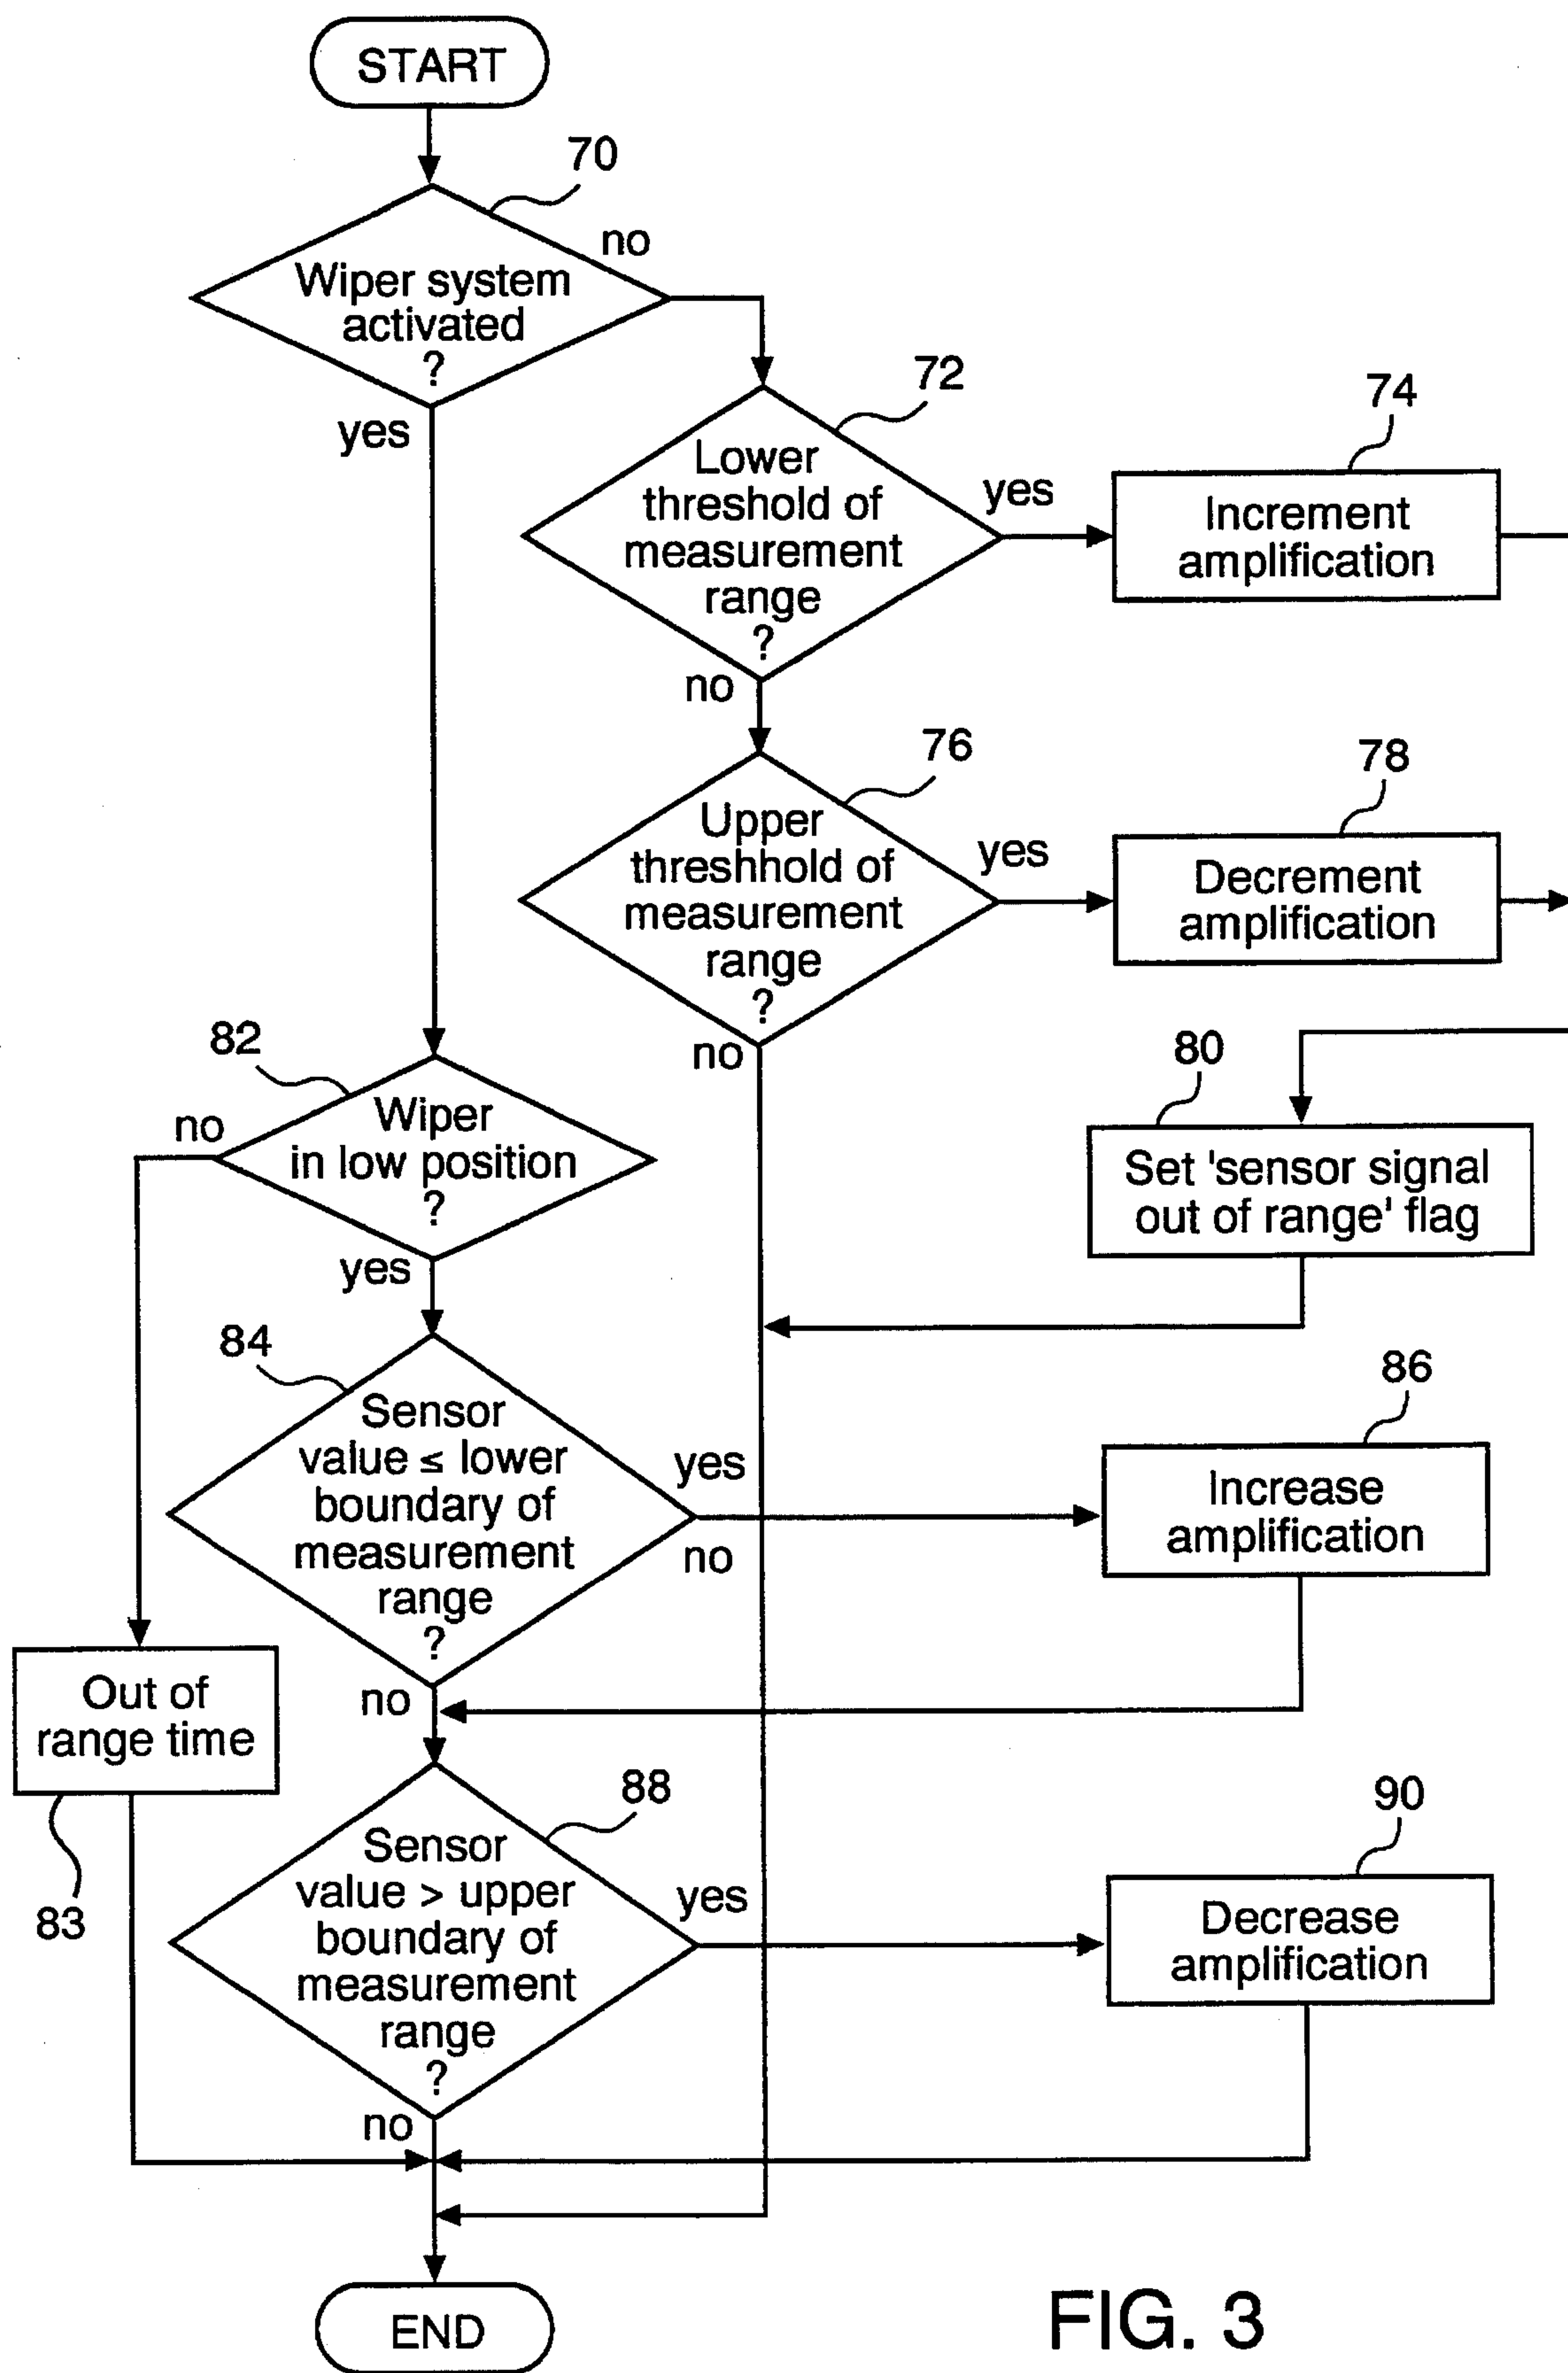 START
70
no
Wiper system
activated
?
yes
72
Lower
threshold of
measurement
range
?
yes
no
74
Increment
amplification
76
Upper
threshhold of
measurement
range
?
yes
no
78
Decrement
amplification
80
Set 'sensor signal
out of range' flag
82
no
Wiper
in low position
?
yes
84
Sensor
value ≤ lower
boundary of
measurement
range
?
yes
no
no
86
Increase
amplification
Out of
range time
83
88
Sensor
value > upper
boundary of
measurement
range
?
yes
no
90
Decrease
amplification
END
FIG. 3